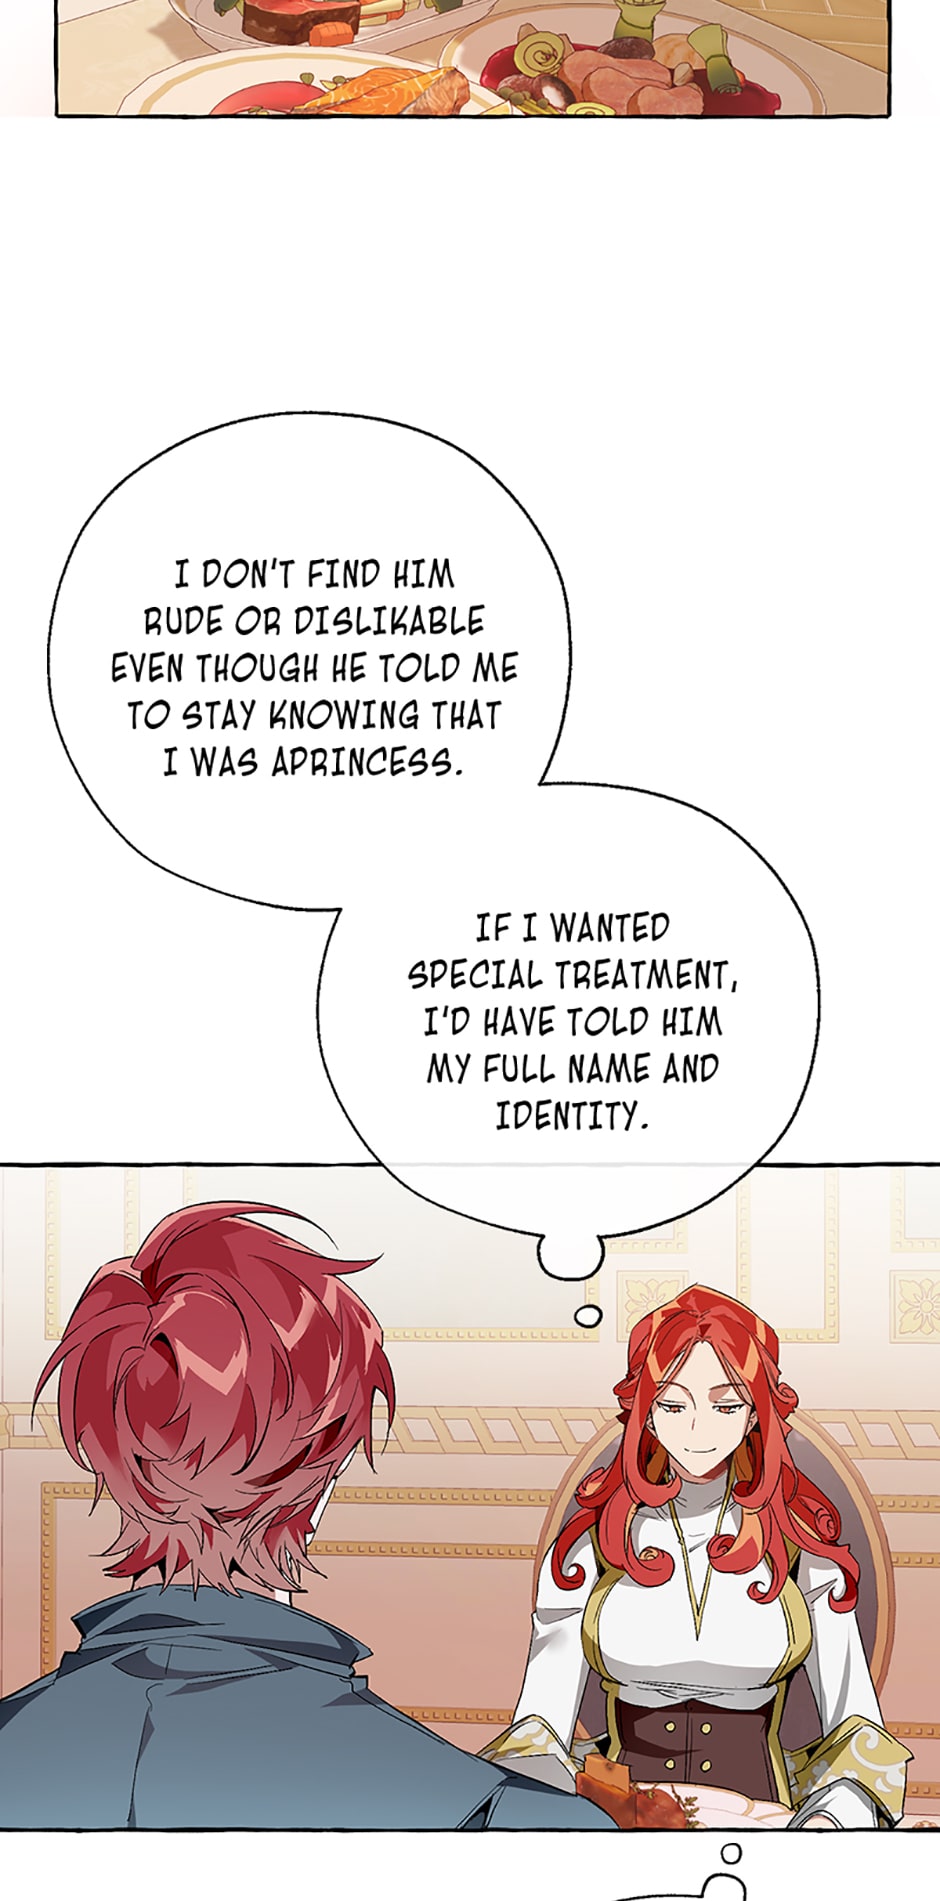 I DON'T FIND HIM
RUDE OR DISLIKABLE
EVEN THOUGH HE TOLD ME
TO STAY KNOWING THAT
I WAS APRINCESS.
IF I WANTED
SPECIAL TREATMENT,
I'D HAVE TOLD HIM
MY FULL NAME AND
IDENTITY.